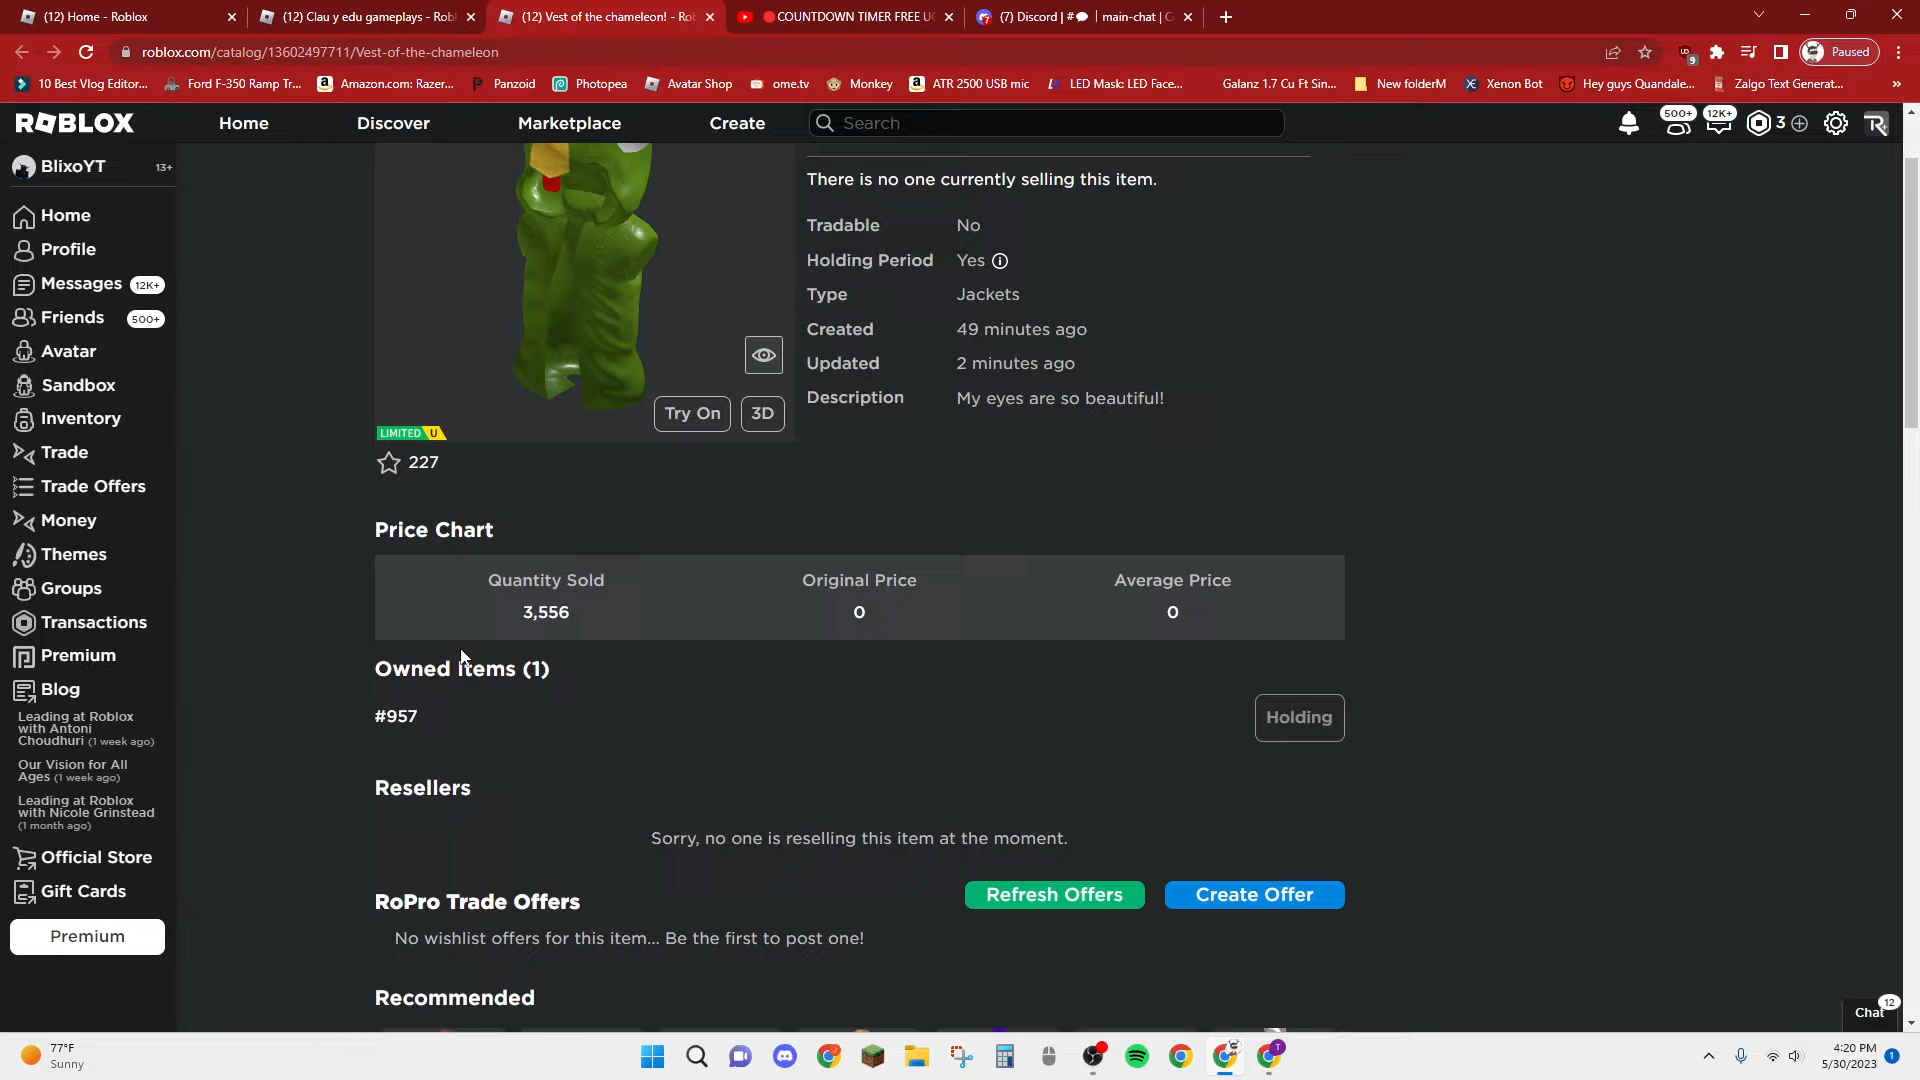 (12) Home - Roblox
(12) Clau y edu gameplays - Rob
(12) Vest of the chameleon! - Ro
COUNTDOWN TIMER FREE U
(7) Discord | # | main-chat | C
roblox.com/catalog/13602497711/Vest-of-the-chameleon
9
Paused
10 Best Vlog Editor...
Ford F-350 Ramp Tr...
Amazon.com: Razer...
Panzoid
Photopea
Avatar Shop
ome.tv
Monkey
ATR 2500 USB mic
LED Mask: LED Face...
Galanz 1.7 Cu Ft Sin...
New folderM
Xenon Bot
Hey guys Quandale...
Zalgo Text Generat...
ROBLOX
Home
Discover
Marketplace
Create
Search
500+
12K+
3
BlixoYT
13+
Home
Profile
Messages 12K+
Friends 500+
Avatar
Sandbox
Inventory
Trade
Trade Offers
Money
Themes
Groups
Transactions
Premium
Blog
Leading at Roblox
with Antoni
Choudhuri (1 week ago)
Our Vision for All
Ages (1 week ago)
Leading at Roblox
with Nicole Grinstead
(1 month ago)
Official Store
Gift Cards
Premium
There is no one currently selling this item.
Tradable No
Holding Period Yes
Type Jackets
Created 49 minutes ago
Updated 2 minutes ago
Description My eyes are so beautiful!
Try On
3D
LIMITED U
227
Price Chart
Quantity Sold Original Price Average Price
3,556 0 0
Owned Items (1)
#957
Holding
Resellers
Sorry, no one is reselling this item at the moment.
RoPro Trade Offers
Refresh Offers
Create Offer
No wishlist offers for this item... Be the first to post one!
Recommended
Chat
12
77°F
Sunny
T
4:20 PM
5/30/2023
1